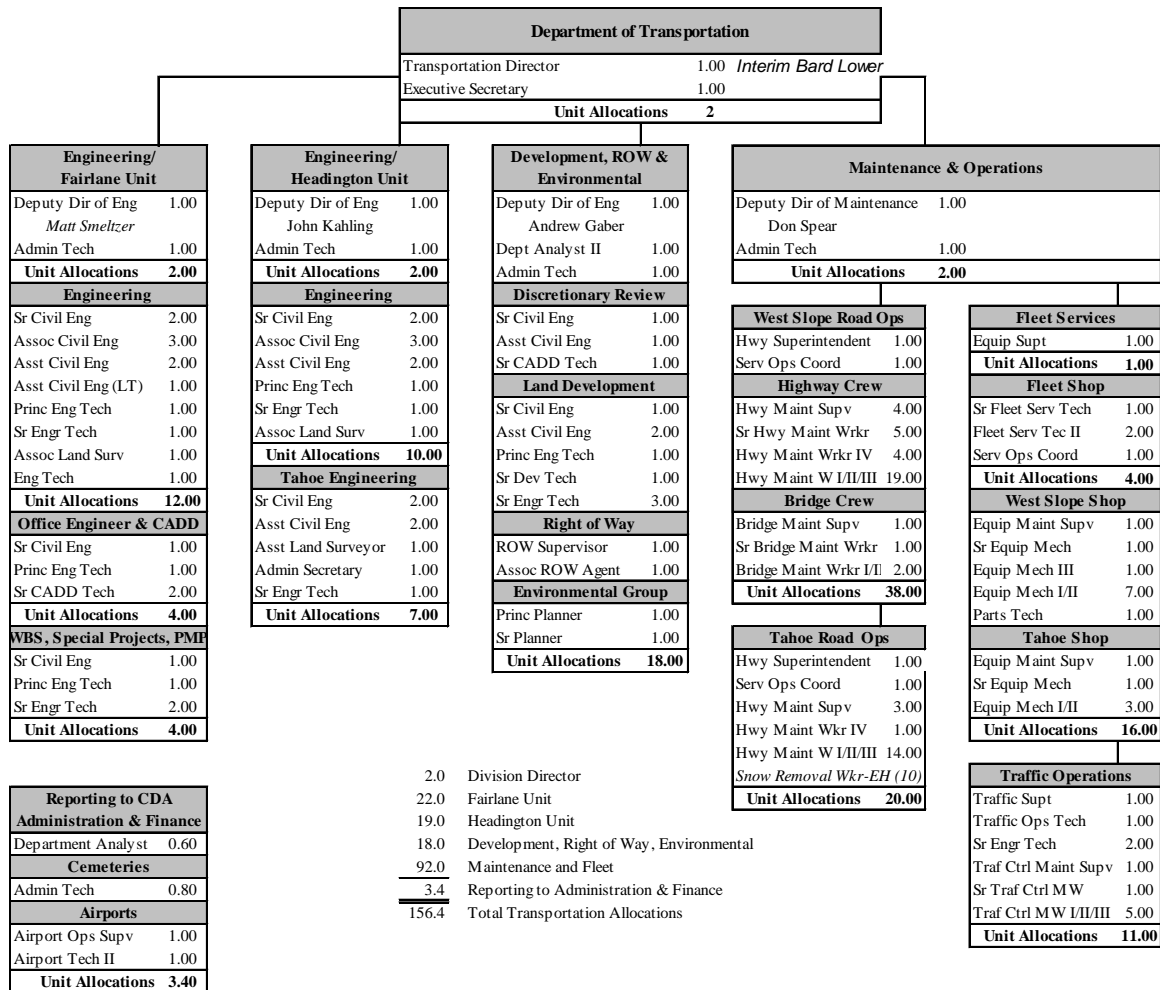 Department of Transportation
Transportation Director 1.00 Interim Bard Lower
Executive Secretary 1.00
Unit Allocations 2
Engineering/
Fairlane Unit
Deputy Dir of Eng 1.00
Matt Smeltzer
Admin Tech 1.00
Unit Allocations 2.00
Engineering
Sr Civil Eng 2.00
Assoc Civil Eng 3.00
Asst Civil Eng 2.00
Asst Civil Eng (LT) 1.00
Princ Eng Tech 1.00
Sr Engr Tech 1.00
Assoc Land Surv 1.00
Eng Tech 1.00
Unit Allocations 12.00
Office Engineer & CADD
Sr Civil Eng 1.00
Princ Eng Tech 1.00
Sr CADD Tech 2.00
Unit Allocations 4.00
WBS, Special Projects, PMP
Sr Civil Eng 1.00
Princ Eng Tech 1.00
Sr Engr Tech 2.00
Unit Allocations 4.00
Reporting to CDA
Administration & Finance
Department Analyst 0.60
Cemeteries
Admin Tech 0.80
Airports
Airport Ops Supv 1.00
Airport Tech II 1.00
Unit Allocations 3.40
Engineering/
Headington Unit
Deputy Dir of Eng 1.00
John Kahling
Admin Tech 1.00
Unit Allocations 2.00
Engineering
Sr Civil Eng 2.00
Assoc Civil Eng 3.00
Asst Civil Eng 2.00
Princ Eng Tech 1.00
Sr Engr Tech 1.00
Assoc Land Surv 1.00
Unit Allocations 10.00
Tahoe Engineering
Sr Civil Eng 2.00
Asst Civil Eng 2.00
Asst Land Surveyor 1.00
Admin Secretary 1.00
Sr Engr Tech 1.00
Unit Allocations 7.00
Development, ROW &
Environmental
Deputy Dir of Eng 1.00
Andrew Gaber
Dept Analyst II 1.00
Admin Tech 1.00
Discretionary Review
Sr Civil Eng 1.00
Asst Civil Eng 1.00
Sr CADD Tech 1.00
Land Development
Sr Civil Eng 1.00
Asst Civil Eng 2.00
Princ Eng Tech 1.00
Sr Dev Tech 1.00
Sr Engr Tech 3.00
Right of Way
ROW Supervisor 1.00
Assoc ROW Agent 1.00
Environmental Group
Princ Planner 1.00
Sr Planner 1.00
Unit Allocations 18.00
2.0 Division Director
22.0 Fairlane Unit
19.0 Headington Unit
18.0 Development, Right of Way, Environmental
92.0 Maintenance and Fleet
3.4 Reporting to Administration & Finance
156.4 Total Transportation Allocations
Maintenance & Operations
Deputy Dir of Maintenance 1.00
Don Spear
Admin Tech 1.00
Unit Allocations 2.00
West Slope Road Ops
Hwy Superintendent 1.00
Serv Ops Coord 1.00
Highway Crew
Hwy Maint Supv 4.00
Sr Hwy Maint Wrkr 5.00
Hwy Maint Wrkr IV 4.00
Hwy Maint W I/II/III 19.00
Bridge Crew
Bridge Maint Supv 1.00
Sr Bridge Maint Wrkr 1.00
Bridge Maint Wrkr I/II 2.00
Unit Allocations 38.00
Tahoe Road Ops
Hwy Superintendent 1.00
Serv Ops Coord 1.00
Hwy Maint Supv 3.00
Hwy Maint Wkr IV 1.00
Hwy Maint W I/II/III 14.00
Snow Removal Wkr-EH (10)
Unit Allocations 20.00
Fleet Services
Equip Supt 1.00
Unit Allocations 1.00
Fleet Shop
Sr Fleet Serv Tech 1.00
Fleet Serv Tec II 2.00
Serv Ops Coord 1.00
Unit Allocations 4.00
West Slope Shop
Equip Maint Supv 1.00
Sr Equip Mech 1.00
Equip Mech III 1.00
Equip Mech I/II 7.00
Parts Tech 1.00
Tahoe Shop
Equip Maint Supv 1.00
Sr Equip Mech 1.00
Equip Mech I/II 3.00
Unit Allocations 16.00
Traffic Operations
Traffic Supt 1.00
Traffic Ops Tech 1.00
Sr Engr Tech 2.00
Traf Ctrl Maint Supv 1.00
Sr Traf Ctrl MW 1.00
Traf Ctrl MW I/II/III 5.00
Unit Allocations 11.00